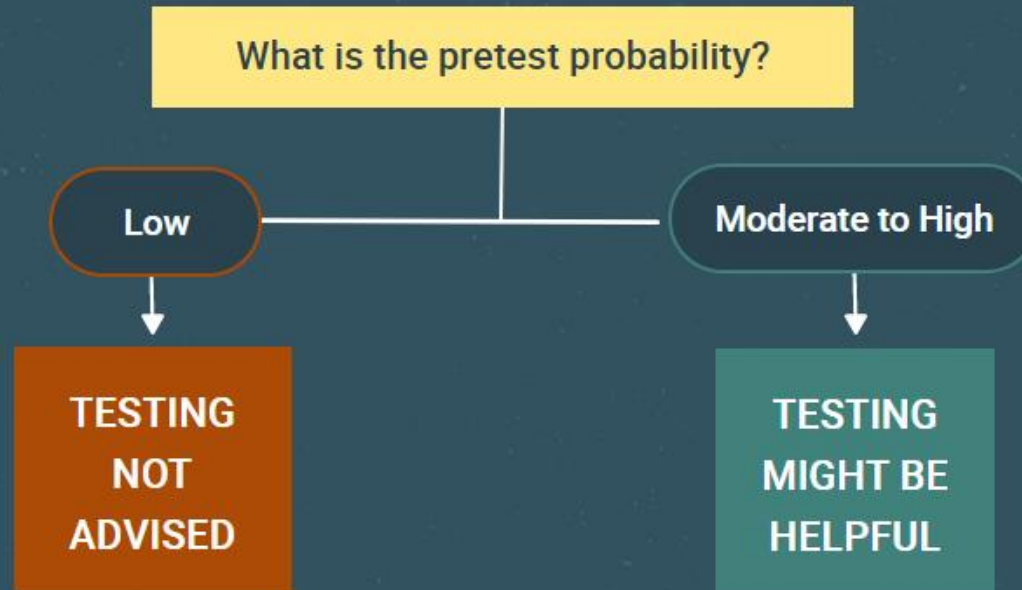 What is the pretest probability?
Low
Moderate to High
TESTING
NOT
ADVISED
TESTING
MIGHT BE
HELPFUL